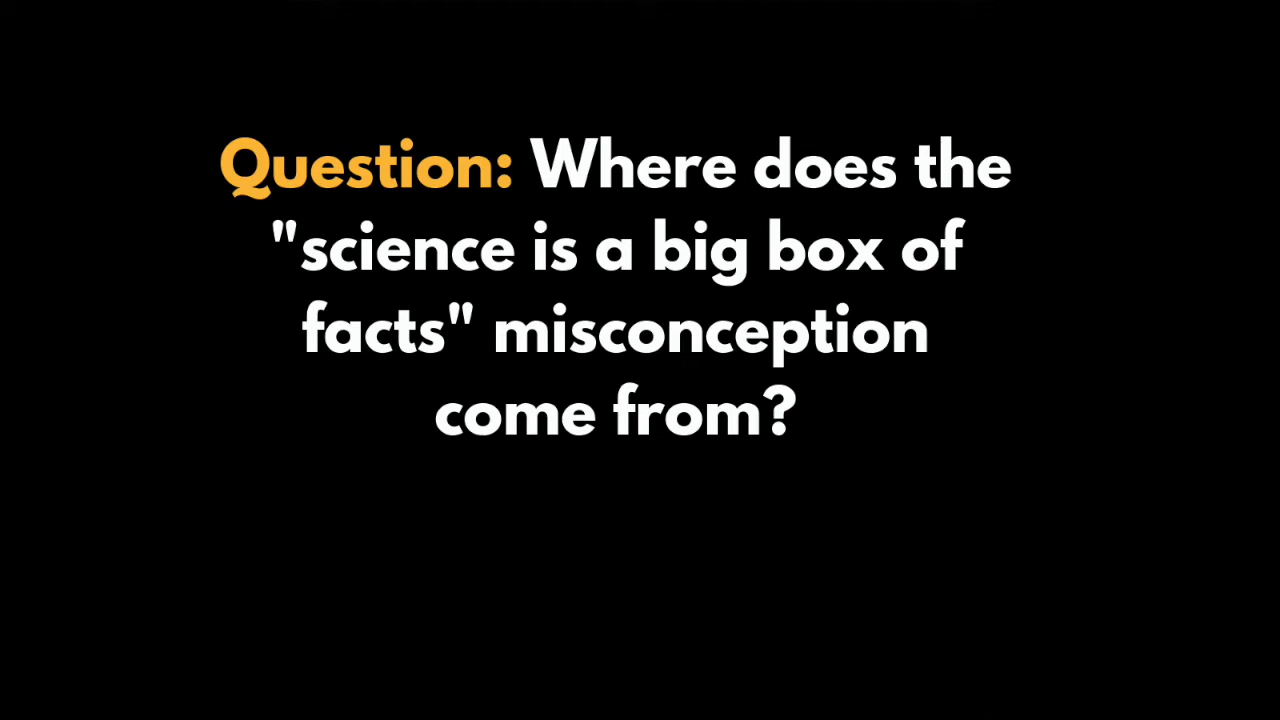 Question: Where does the
"science is a big box of
facts" misconception
come from?